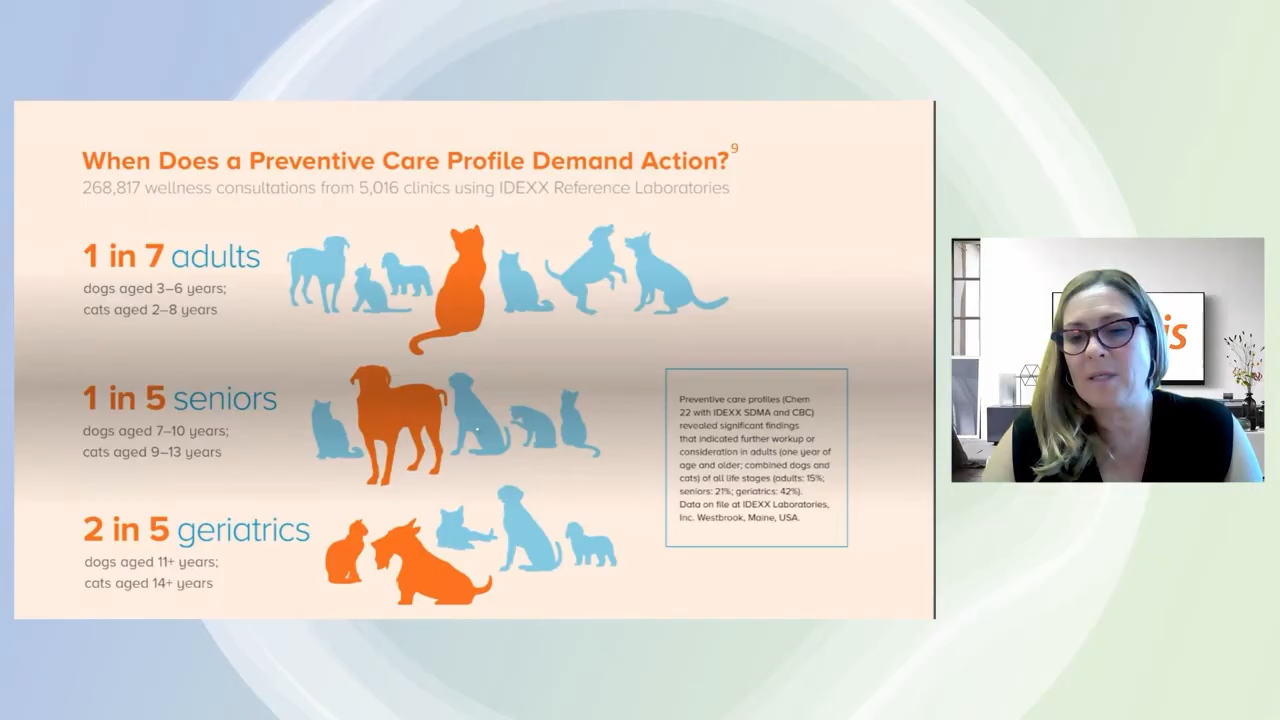 When Does a Preventive Care Profile Demand Action?9
268,817 wellness consultations from 5,016 clinics using IDEXX Reference Laboratories
1 in 7 adults
dogs aged 3–6 years;
cats aged 2–8 years
1 in 5 seniors
dogs aged 7–10 years;
cats aged 9–13 years
2 in 5 geriatrics
dogs aged 11+ years;
cats aged 14+ years
Preventive care profiles (Chem
22 with IDEXX SDMA and CBC)
revealed significant findings
that indicated further workup or
consideration in adults (one year of
age and older; combined dogs and
cats) of all life stages (adults: 15%;
seniors: 21%; geriatrics: 42%).
Data on file at IDEXX Laboratories,
Inc. Westbrook, Maine, USA.
is